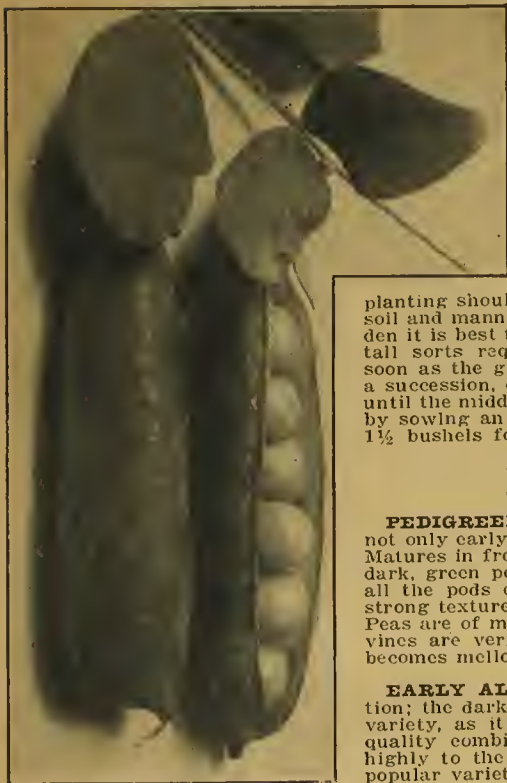 planting shoul
soil and mann
den it is best t
tall sorts req
soon as the g
a succession,
until the midd
by sowing an
1½ bushels fo
PEDIGREE
not only early
Matures in fro
dark, green po
all the pods o
strong texture
Peas are of m
vines are ver
becomes mello
EARLY AL
tion; the dark
variety, as it
quality combi
highly to the
popular variet